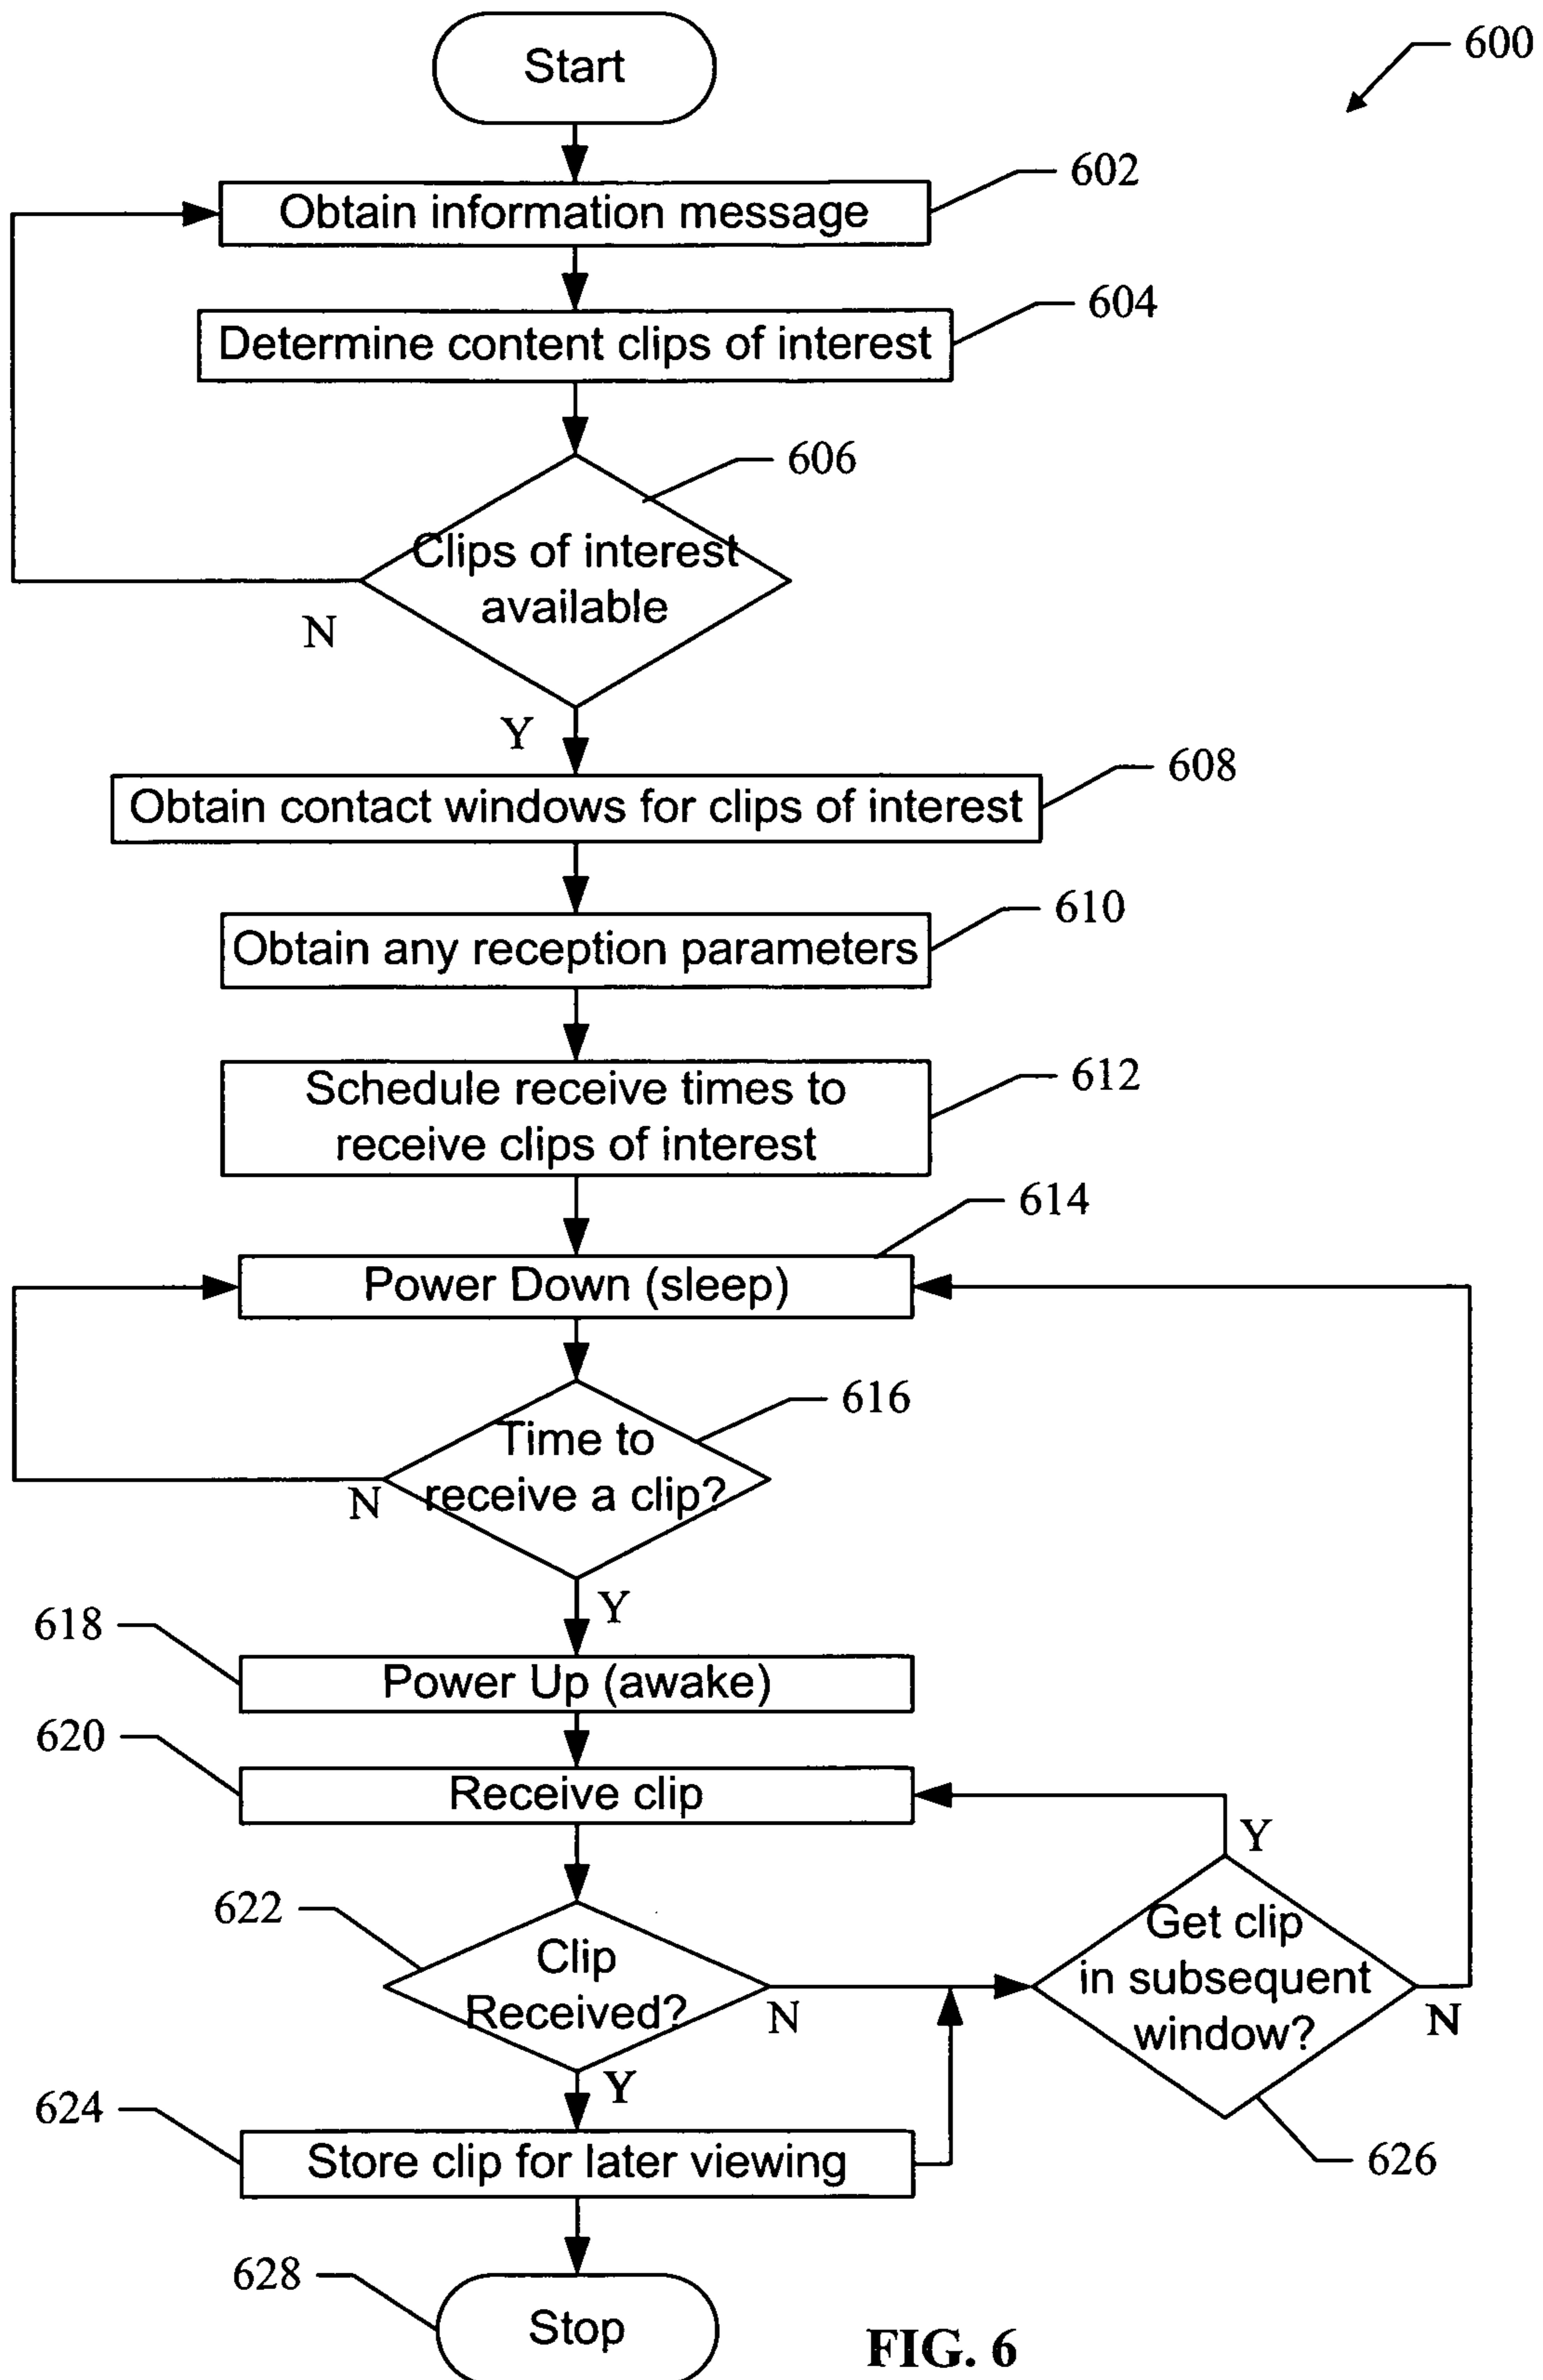 Start
600
602
Obtain information message
604
Determine content clips of interest
606
Clips of interest
available
N
Y
608
Obtain contact windows for clips of interest
610
Obtain any reception parameters
612
Schedule receive times to
receive clips of interest
614
Power Down (sleep)
616
Time to
receive a clip?
N
Y
618
Power Up (awake)
620
Receive clip
Y
622
Clip
Received?
N
Get clip
in subsequent
window?
N
Y
624
Store clip for later viewing
626
628
Stop
FIG. 6